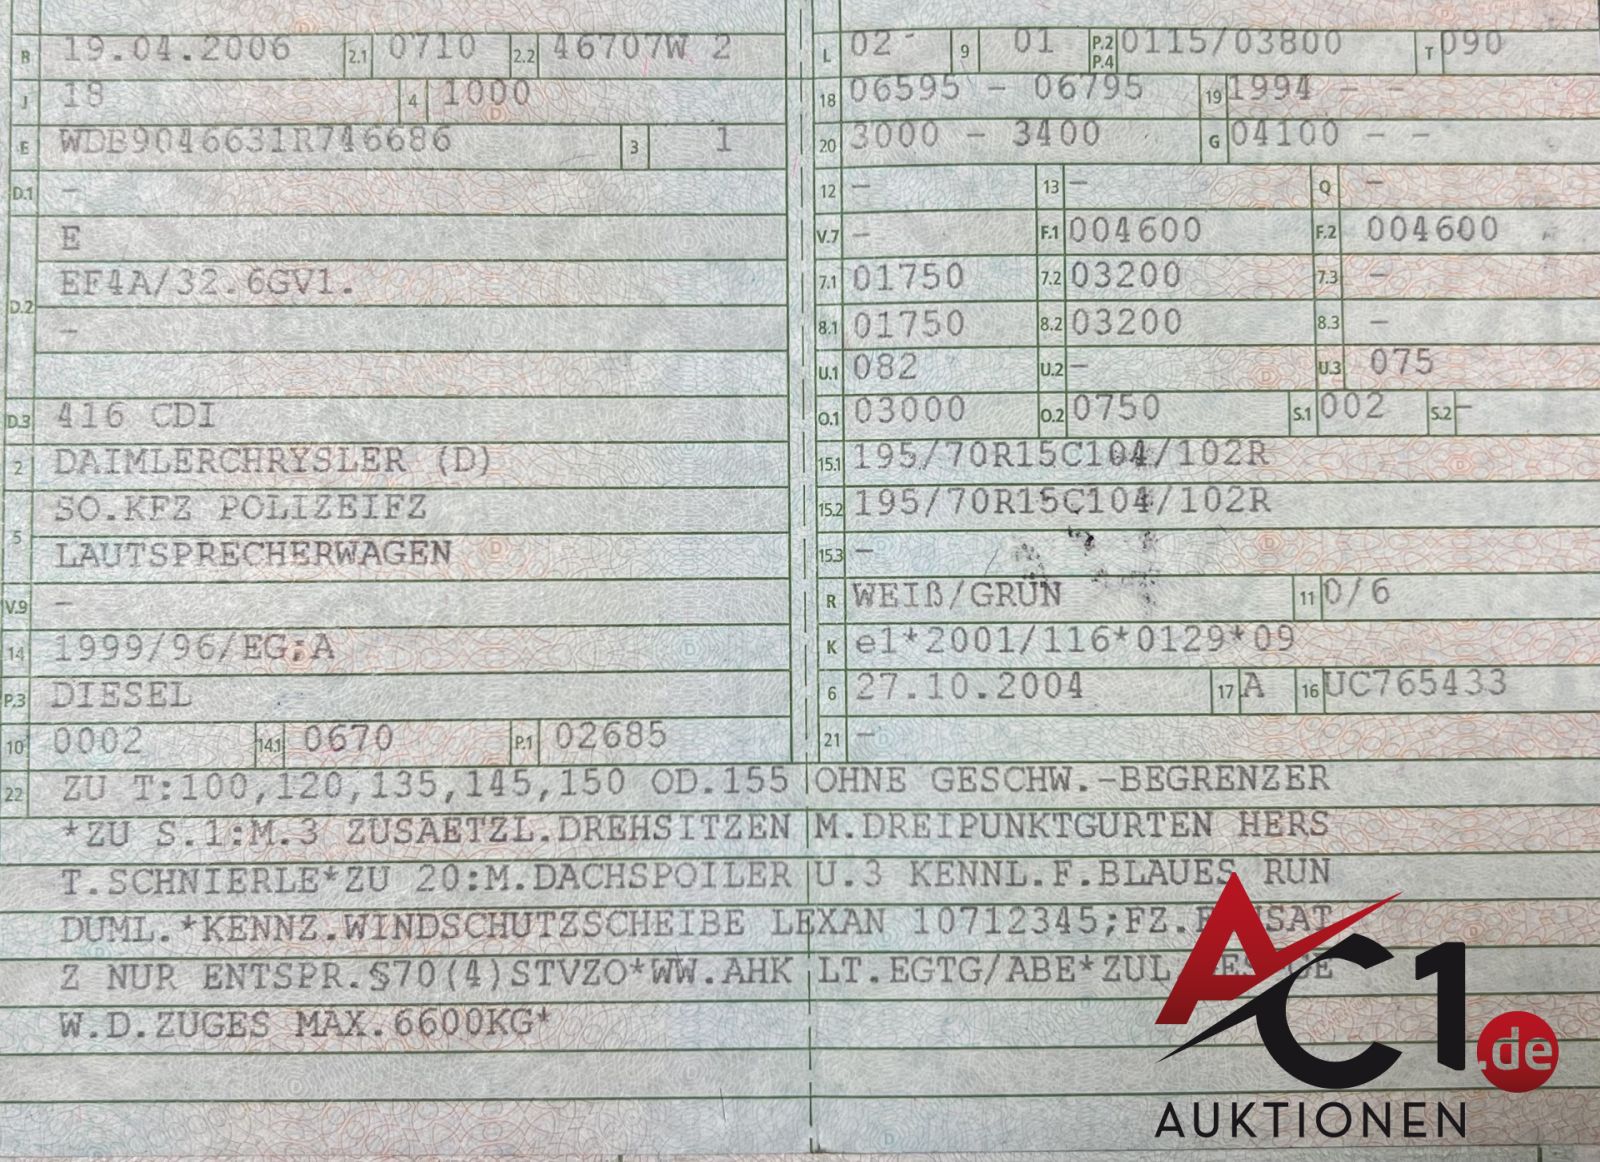 B 19.04.2006 2.1 0710 2.2 46707W 2
J 18 4 1000
E WDB9046631R746686 3 1
D.1 -
E
D.2 EF4A/32.6GV1.
-
D.3 416 CDI
2 DAIMLERCHRYSLER (D)
SO.KFZ POLIZEIFZ
5 LAUTSPRECHERWAGEN
V.9 -
14 1999/96/EG;A
P.3 DIESEL
10 0002 14.1 0670 P.1 02685
L 02 - 9 01 P.2 P.4 0115/03800 T 090
18 06595 - 06795 19 1994 - -
20 3000 - 3400 G 04100 - -
12 - 13 - Q -
V.7 - F.1 004600 F.2 004600
7.1 01750 7.2 03200 7.3 -
8.1 01750 8.2 03200 8.3 -
U.1 082 U.2 - U.3 075
O.1 03000 O.2 0750 S.1 002 S.2 -
15.1 195/70R15C104/102R
15.2 195/70R15C104/102R
15.3 -
R WEIß/GRÜN 11 0/6
K e1*2001/116*0129*09
6 27.10.2004 17 A 16 UC765433
21 -
22 ZU T:100,120,135,145,150 OD.155 OHNE GESCHW.-BEGRENZER
*ZU S.1:M.3 ZUSAETZL.DREHSITZEN M.DREIPUNKTGURTEN HERS
T.SCHNIERLE*ZU 20:M.DACHSPOILER U.3 KENNL.F.BLAUES RUN
DUML.*KENNZ.WINDSCHUTZSCHEIBE LEXAN 10712345;FZ.EINSAT
Z NUR ENTSPR.§70(4)STVZO*WW.AHK LT.EGTG/ABE*ZUL GE
W.D.ZUGES MAX.6600KG*
AC1.de
AUKTIONEN